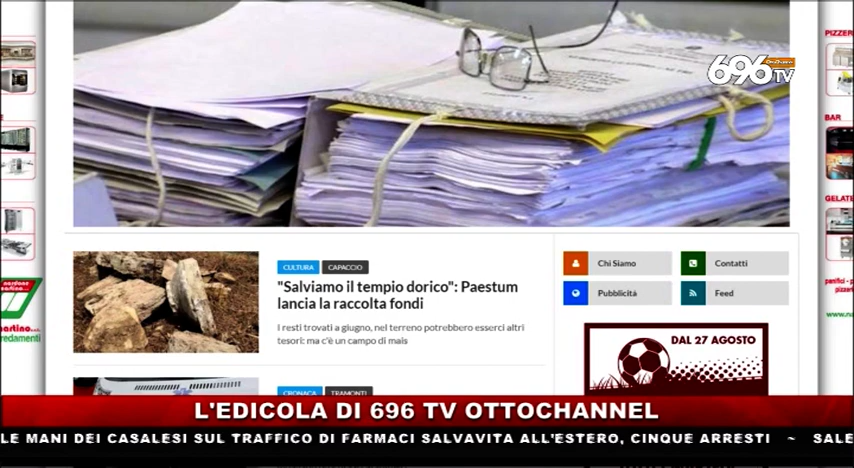 696
OttoChannel
TV
PIZZER
BAR
GELATE
CULTURA CAPACCIO
"Salviamo il tempio dorico": Paestum
lancia la raccolta fondi
I resti trovati a giugno, nel terreno potrebbero esserci altri
tesori: ma c'è un campo di mais
CRONACA TRAMONTI
Chi Siamo
Contatti
Pubblicità
Feed
DAL 27 AGOSTO
L'EDICOLA DI 696 TV OTTOCHANNEL
LE MANI DEI CASALESI SUL TRAFFICO DI FARMACI SALVAVITA ALL'ESTERO, CINQUE ARRESTI ~ SALE